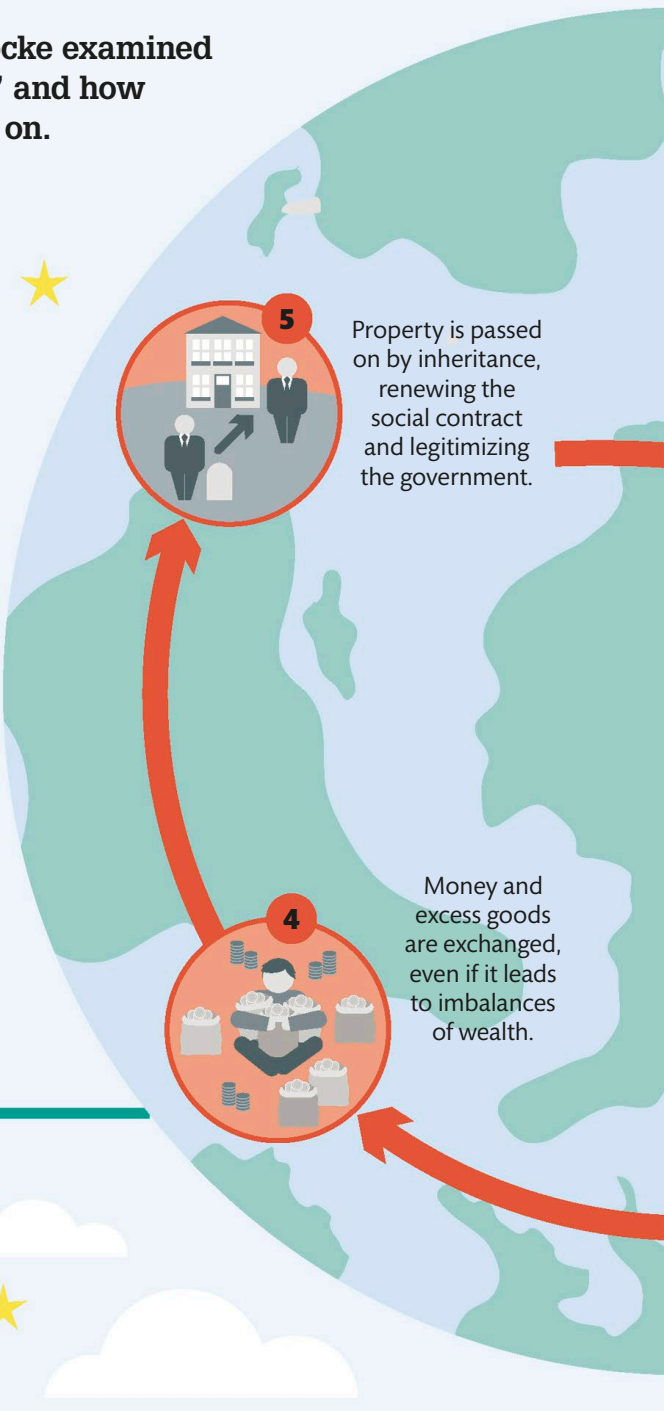 cke examined
” and how
on.
5
Property is passed
on by inheritance,
renewing the
social contract
and legitimizing
the government.
4
Money and
excess goods
are exchanged,
even if it leads
to imbalances
of wealth.